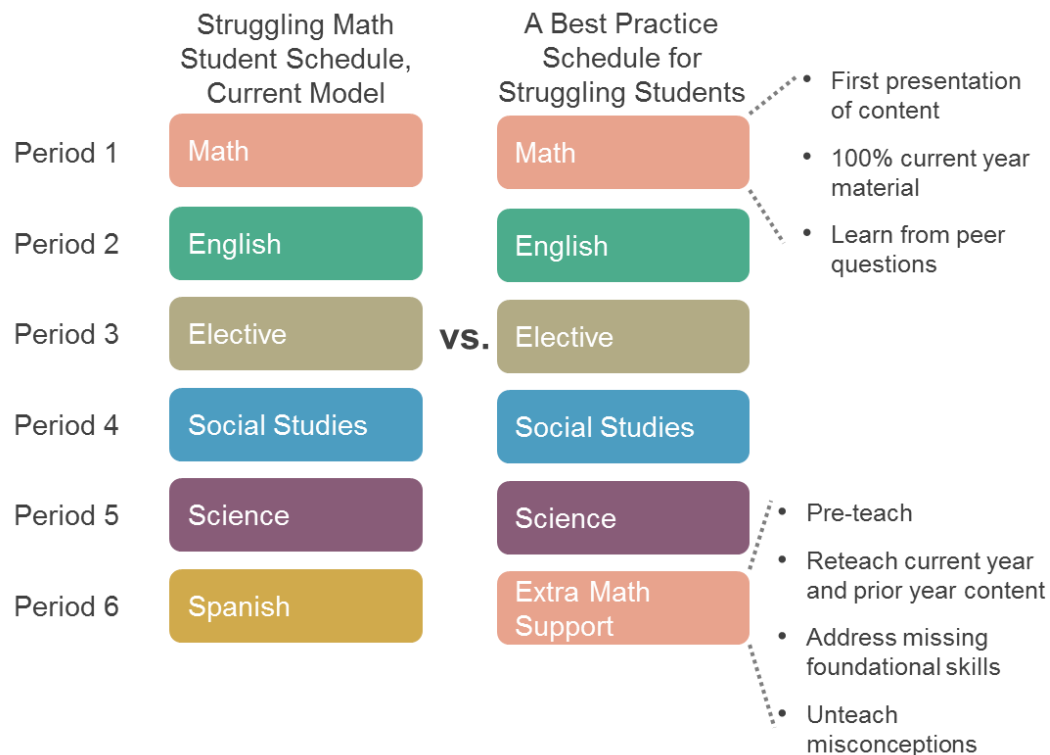 Struggling Math
Student Schedule,
Current Model
A Best Practice
Schedule for
Struggling Students
Period 1
Math
Math
• First presentation
of content
• 100% current year
material
• Learn from peer
questions
Period 2
English
English
Period 3
Elective
vs.
Elective
Period 4
Social Studies
Social Studies
Period 5
Science
Science
Period 6
Spanish
Extra Math
Support
• Pre-teach
• Reteach current year
and prior year content
• Address missing
foundational skills
• Unteach
misconceptions